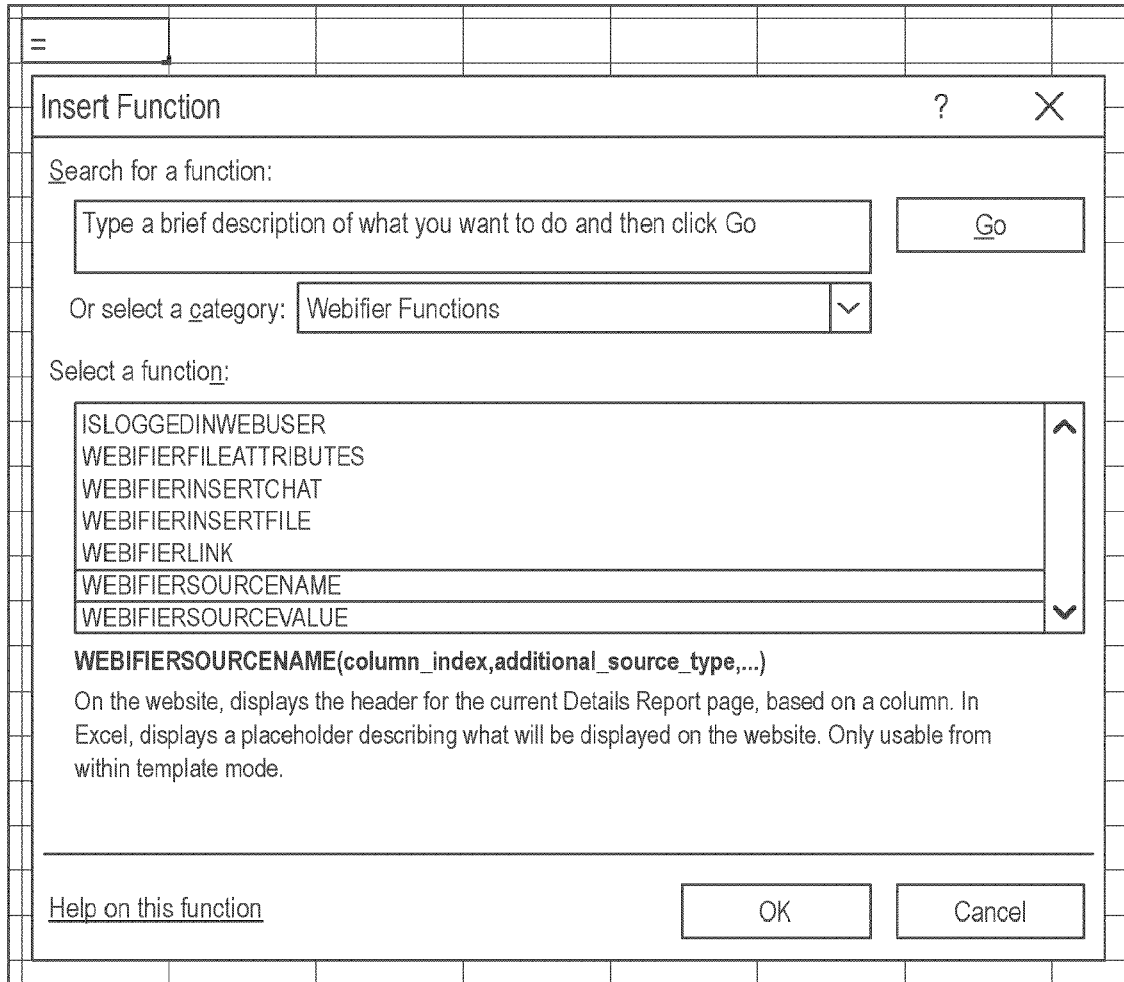 =
Insert Function ?
Search for a function:
Type a brief description of what you want to do and then click Go
Go
Or select a category: Webifier Functions
Select a function:
ISLOGGEDINWEBUSER
WEBIFIERFILEATTRIBUTES
WEBIFIERINSERTCHAT
WEBIFIERINSERTFILE
WEBIFIERLINK
WEBIFIERSOURCENAME
WEBIFIERSOURCEVALUE
WEBIFIERSOURCENAME(column_index,additional_source_type,...)
On the website, displays the header for the current Details Report page, based on a column. In
Excel, displays a placeholder describing what will be displayed on the website. Only usable from
within template mode.
Help on this function
OK
Cancel